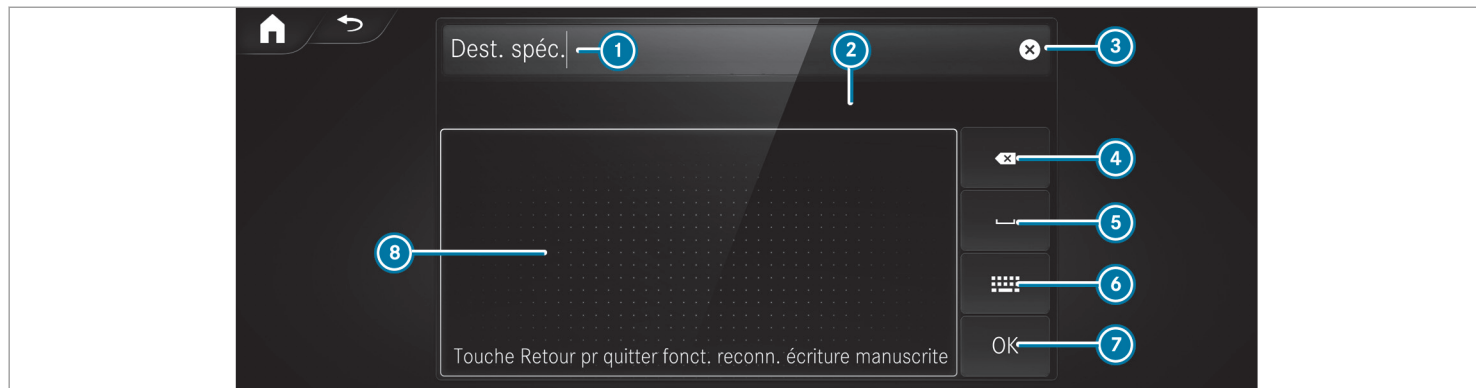 Dest. spéc. 1
2
3
4
5
6
OK 7
8
Touche Retour pr quitter fonct. reconn. écriture manuscrite